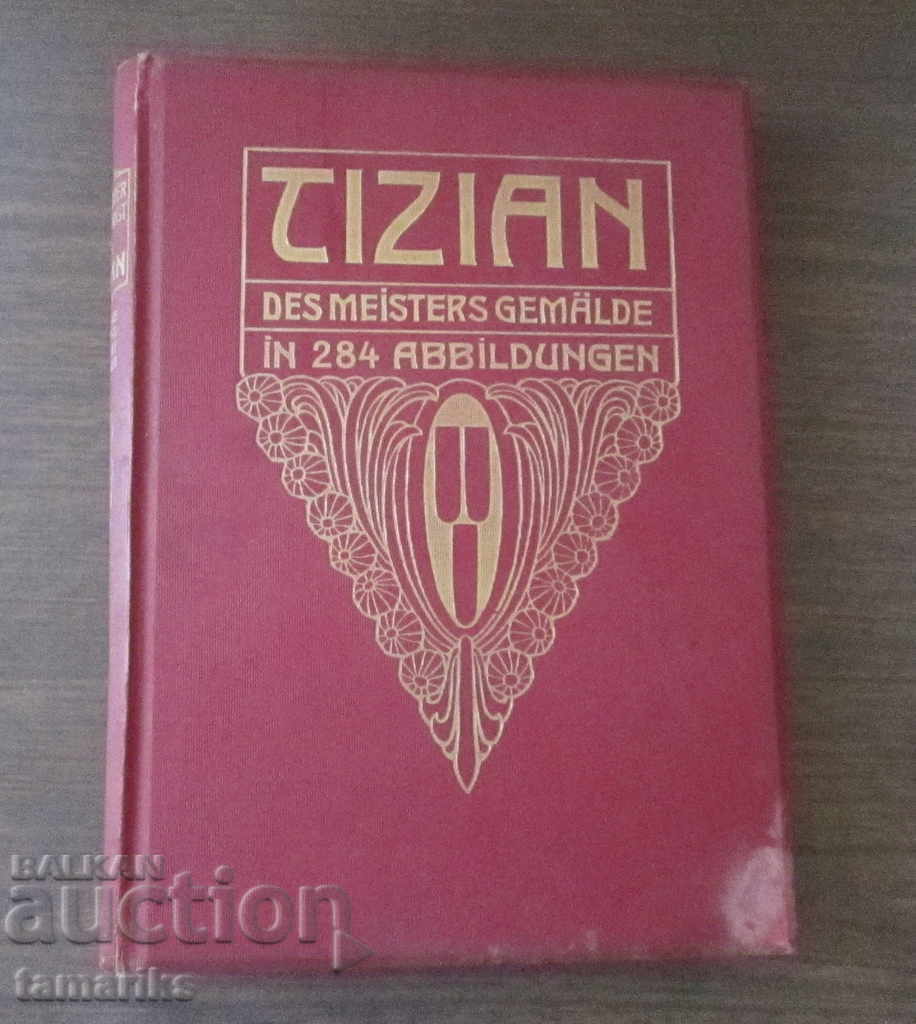 TIZIAN
DES MEISTERS GEMÄLDE
IN 284 ABBILDUNGEN
BALKAN
auction
tamariks